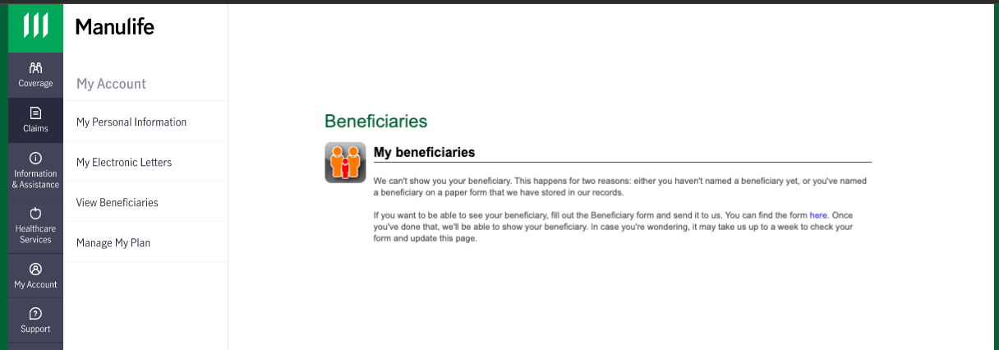 Manulife
Coverage
Claims
Information
& Assistance
Healthcare
Services
My Account
Support
My Account
My Personal Information
My Electronic Letters
View Beneficiaries
Manage My Plan
Beneficiaries
My beneficiaries
We can't show you your beneficiary. This happens for two reasons: either you haven't named a beneficiary yet, or you've named
a beneficiary on a paper form that we have stored in our records.
If you want to be able to see your beneficiary, fill out the Beneficiary form and send it to us. You can find the form here. Once
you've done that, we'll be able to show your beneficiary. In case you're wondering, it may take us up to a week to check your
form and update this page.